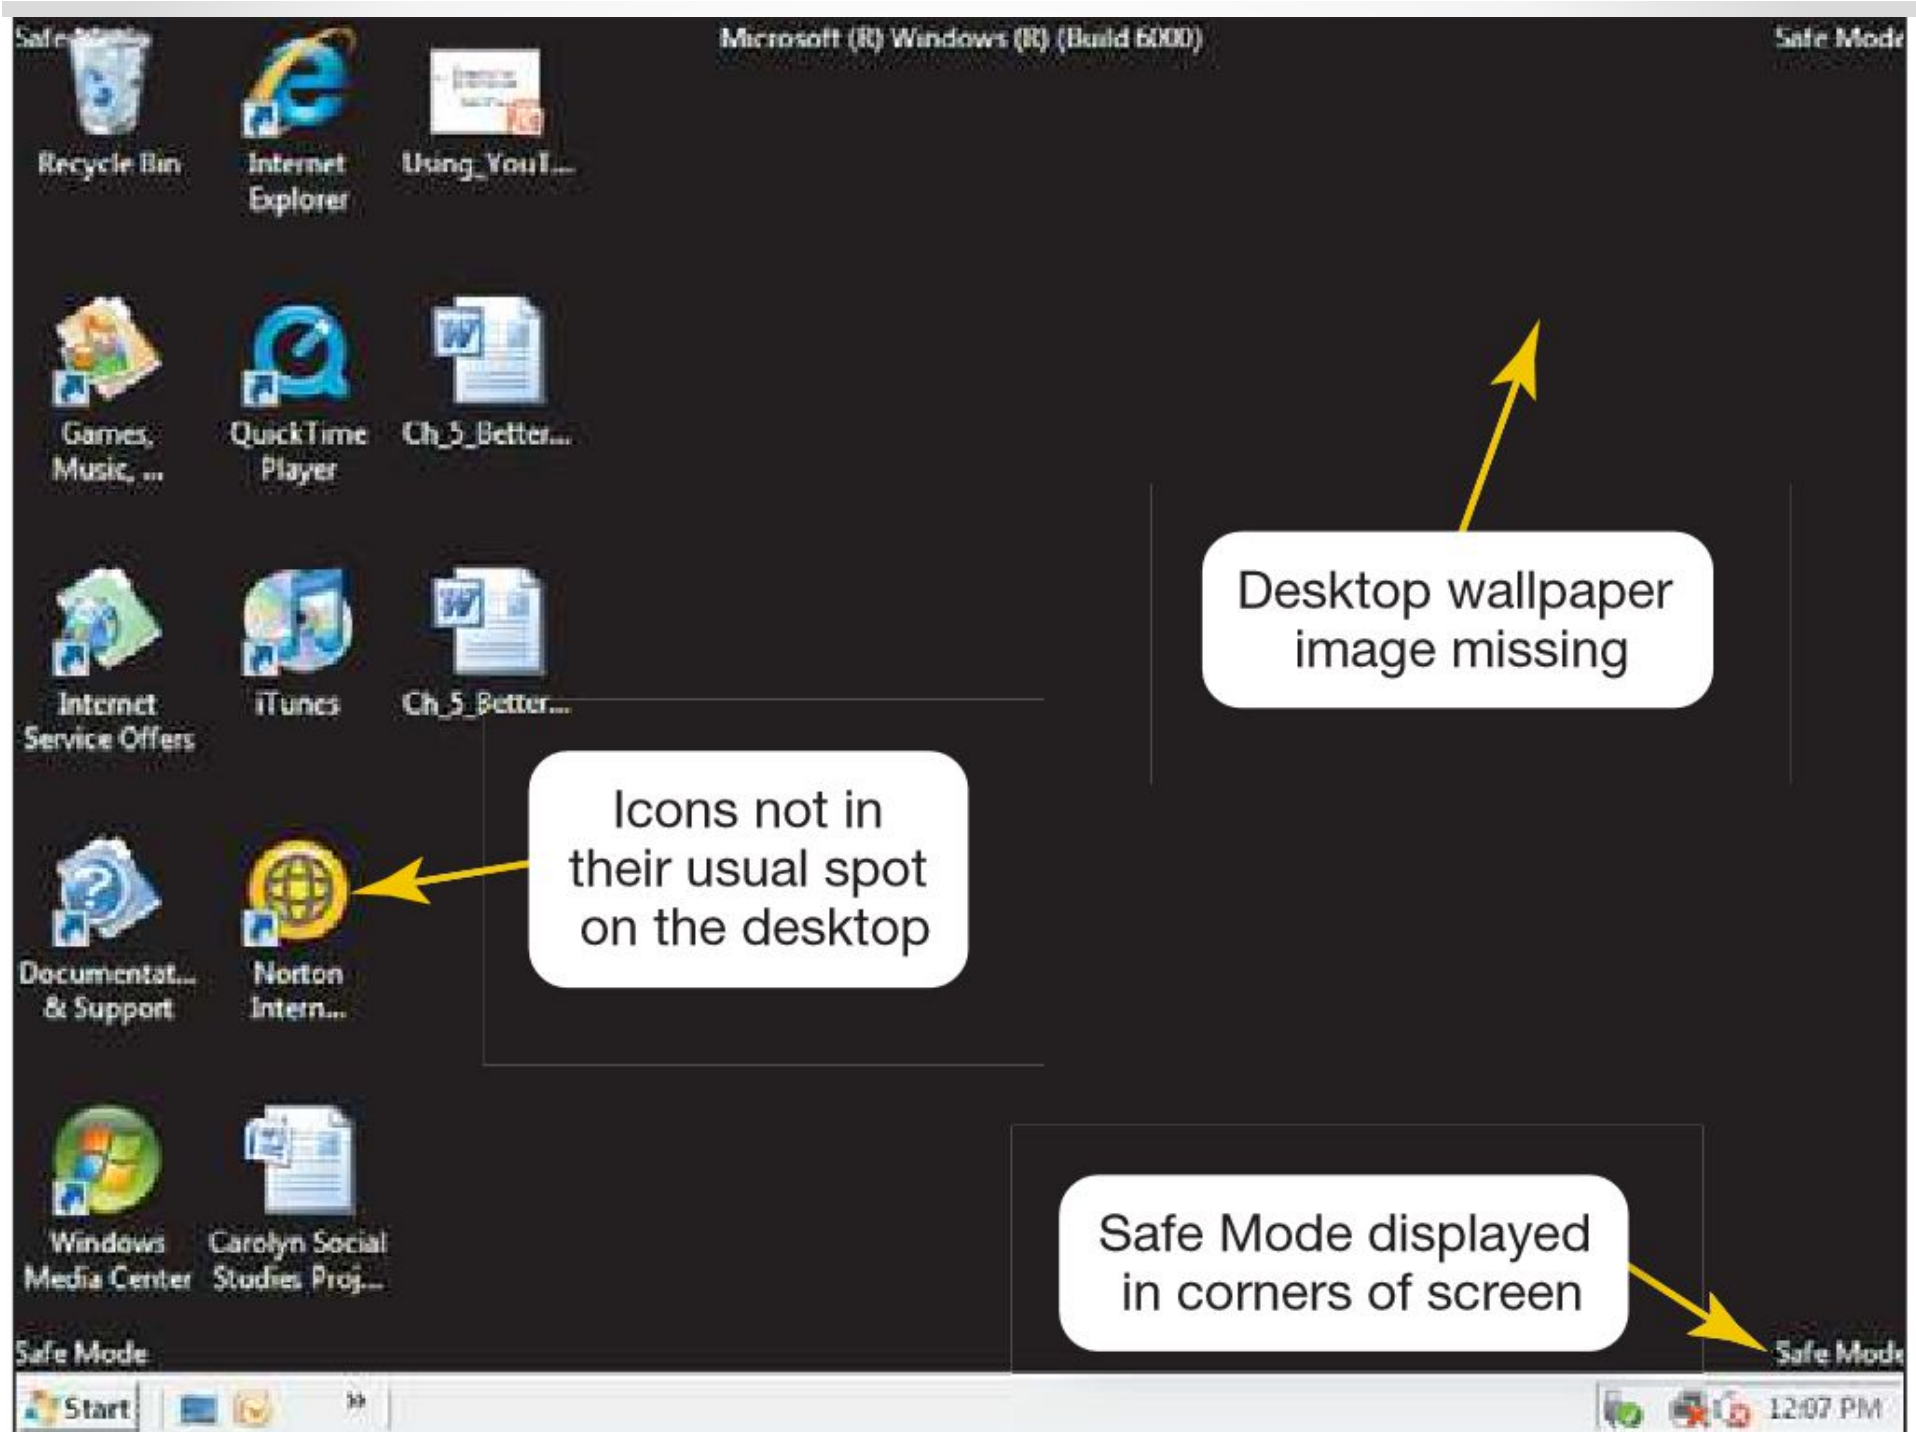 Safe Mode
Microsoft (R) Windows (R) (Build 6000)
Safe Mode
Recycle Bin
Internet
Explorer
Using_YouT...
Games,
Music, ...
QuickTime
Player
Ch_5_Better...
Desktop wallpaper
image missing
Internet
Service Offers
iTunes
Ch_5_Better...
Icons not in
their usual spot
on the desktop
Documentat...
& Support
Norton
Intern...
Windows
Media Center
Carolyn Social
Studies Proj...
Safe Mode displayed
in corners of screen
Safe Mode
Safe Mode
Start
»
12:07 PM